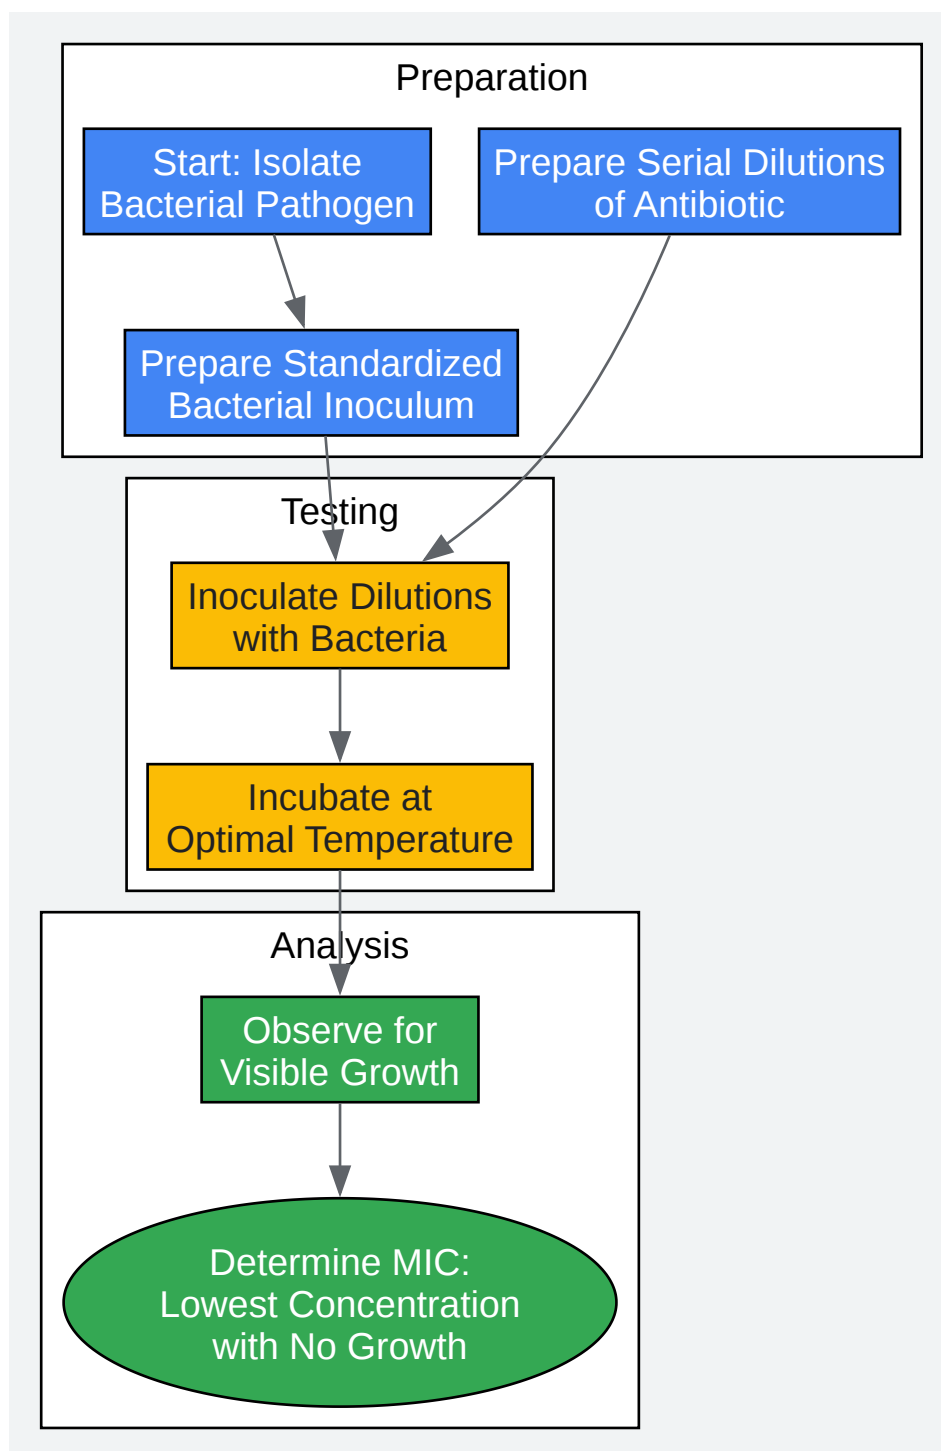 Preparation
Start: Isolate
Bacterial Pathogen
Prepare Serial Dilutions
of Antibiotic
Prepare Standardized
Bacterial Inoculum
Testing
Inoculate Dilutions
with Bacteria
Incubate at
Optimal Temperature
Analysis
Observe for
Visible Growth
Determine MIC:
Lowest Concentration
with No Growth